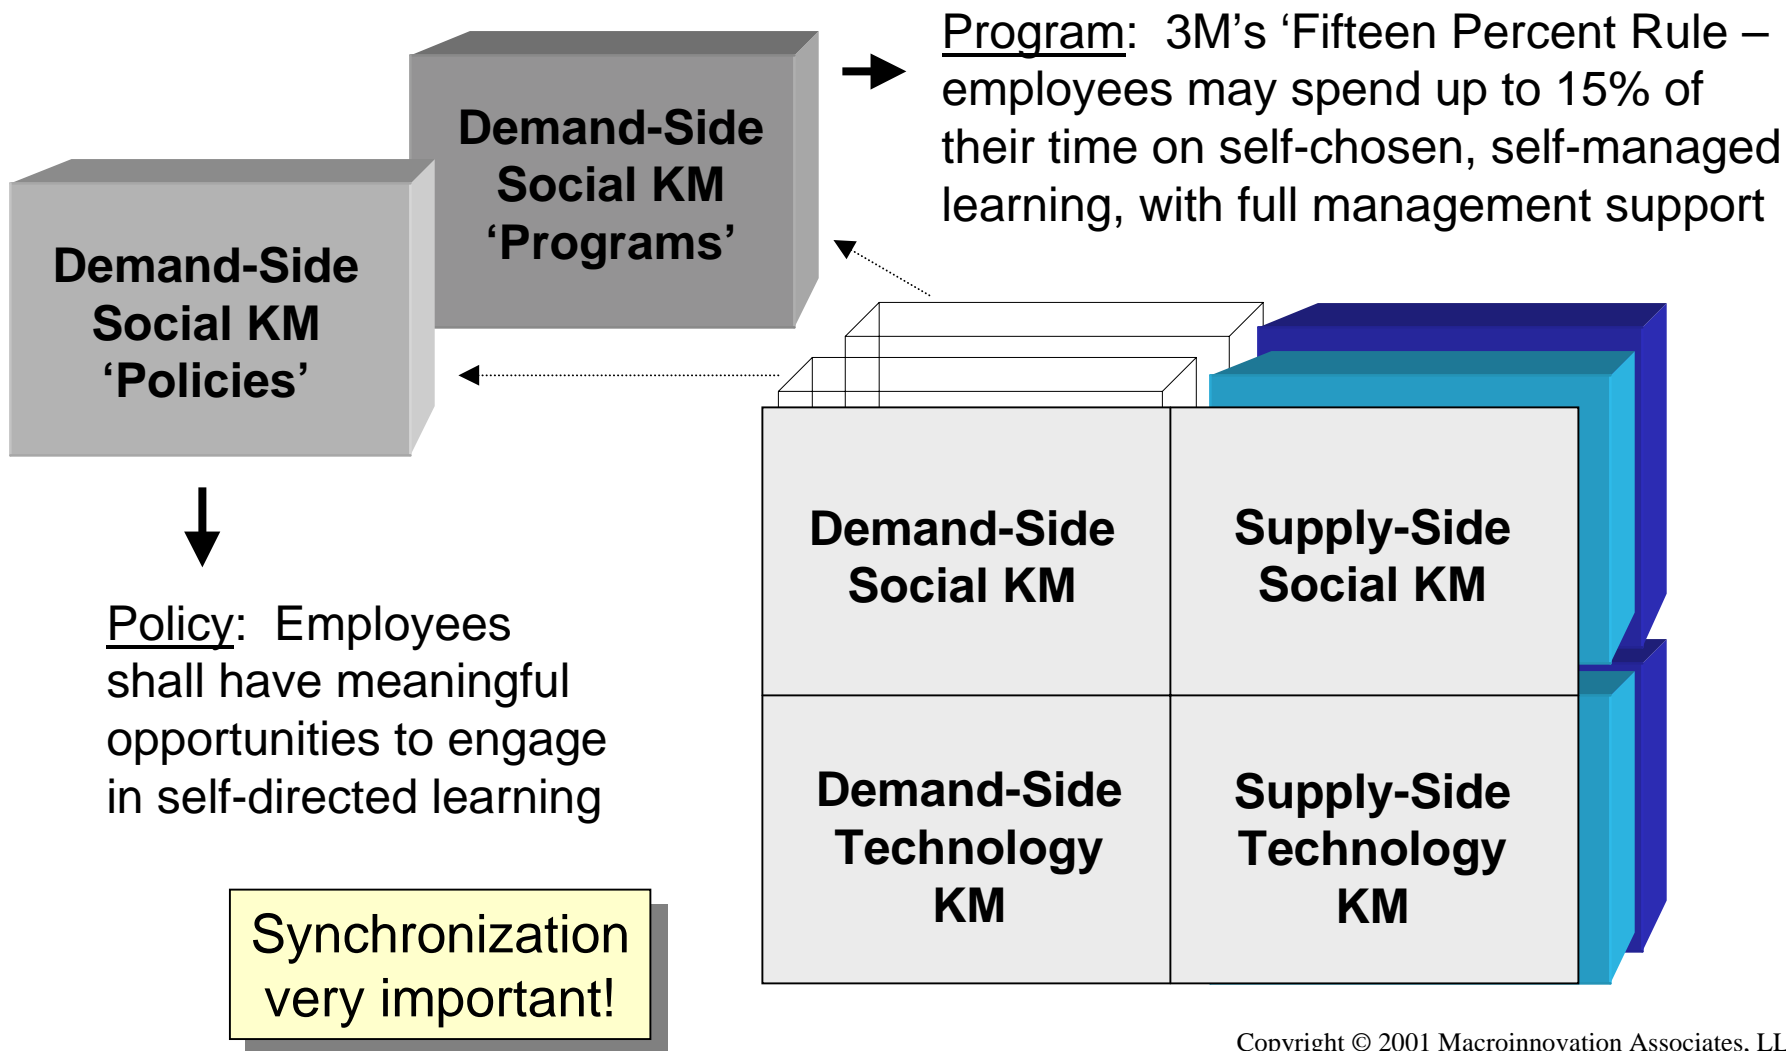 Program:  3M’s ‘Fifteen Percent Rule –
employees may spend up to 15% of
their time on self-chosen, self-managed
learning, with full management support
Demand-Side
Social KM
‘Programs’
Demand-Side
Social KM
‘Policies’
Policy:  Employees
shall have meaningful
opportunities to engage
in self-directed learning
Demand-Side
Social KM
Supply-Side
Social KM
Demand-Side
Technology
KM
Supply-Side
Technology
KM
Synchronization
very important!
Copyright © 2001 Macroinnovation Associates, LL